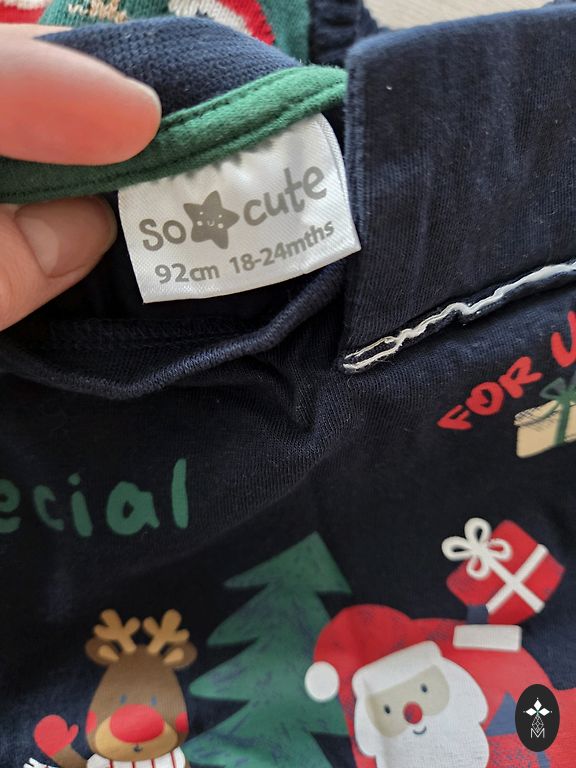 so cute
92cm 18-24mths
FOR U
ecial